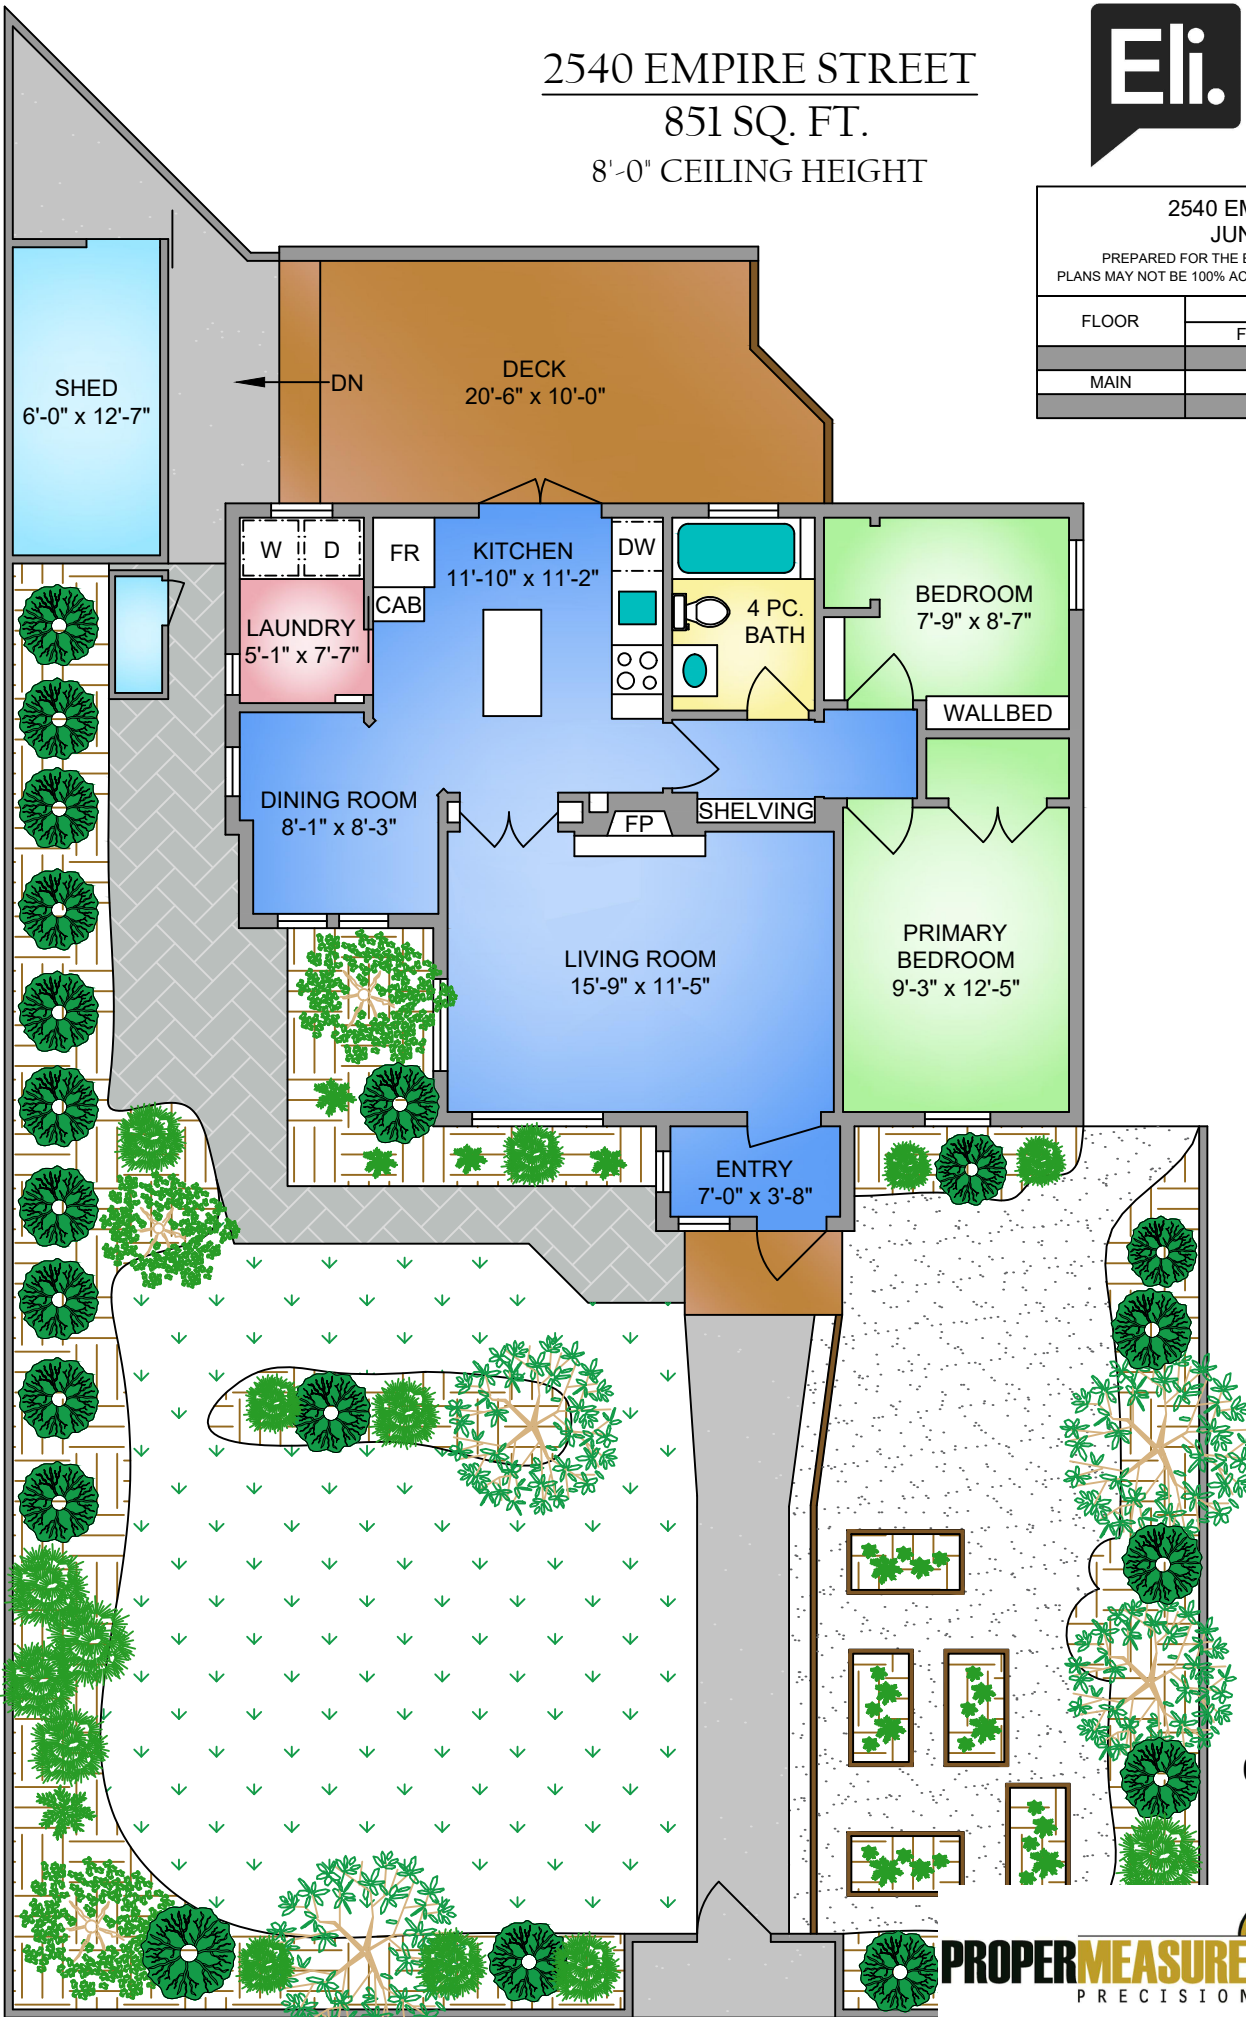 2540 EMPIRE STREET
851 SQ. FT.
8'-0" CEILING HEIGHT
Eli.
2540 EM
JUN
PREPARED FOR THE E
PLANS MAY NOT BE 100% AC
FLOOR
F
MAIN
SHED
6'-0" x 12'-7"
DN
DECK
20'-6" x 10'-0"
W
D
FR
CAB
KITCHEN
11'-10" x 11'-2"
DW
4 PC.
BATH
BEDROOM
7'-9" x 8'-7"
LAUNDRY
5'-1" x 7'-7"
WALLBED
DINING ROOM
8'-1" x 8'-3"
FP
SHELVING
LIVING ROOM
15'-9" x 11'-5"
PRIMARY
BEDROOM
9'-3" x 12'-5"
ENTRY
7'-0" x 3'-8"
PROPERMEASURE
PRECISION